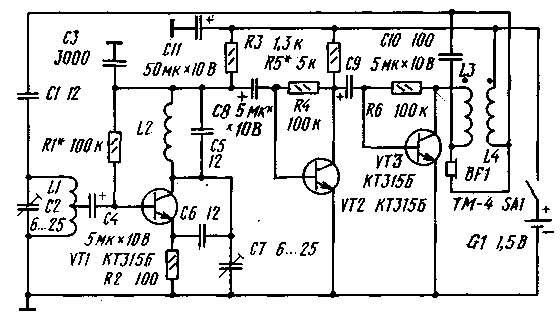 C3
3000
C11
50мк×10В
R3 1,3к
R5* 5к
C10 100
5мк×10В
C9
L3
C1 12
R1* 100к
L2
C5
12
C8 5мк×
×10В
R4
100к
R6 100к
L4
VT3
КТ315Б
BF1
ТМ-4 SA1
L1
C2
6...25
C4
5мк×10В
C6 12
VT1 КТ315Б
R2 100
C7 6...25
VT2 КТ315Б
G1 1,5В